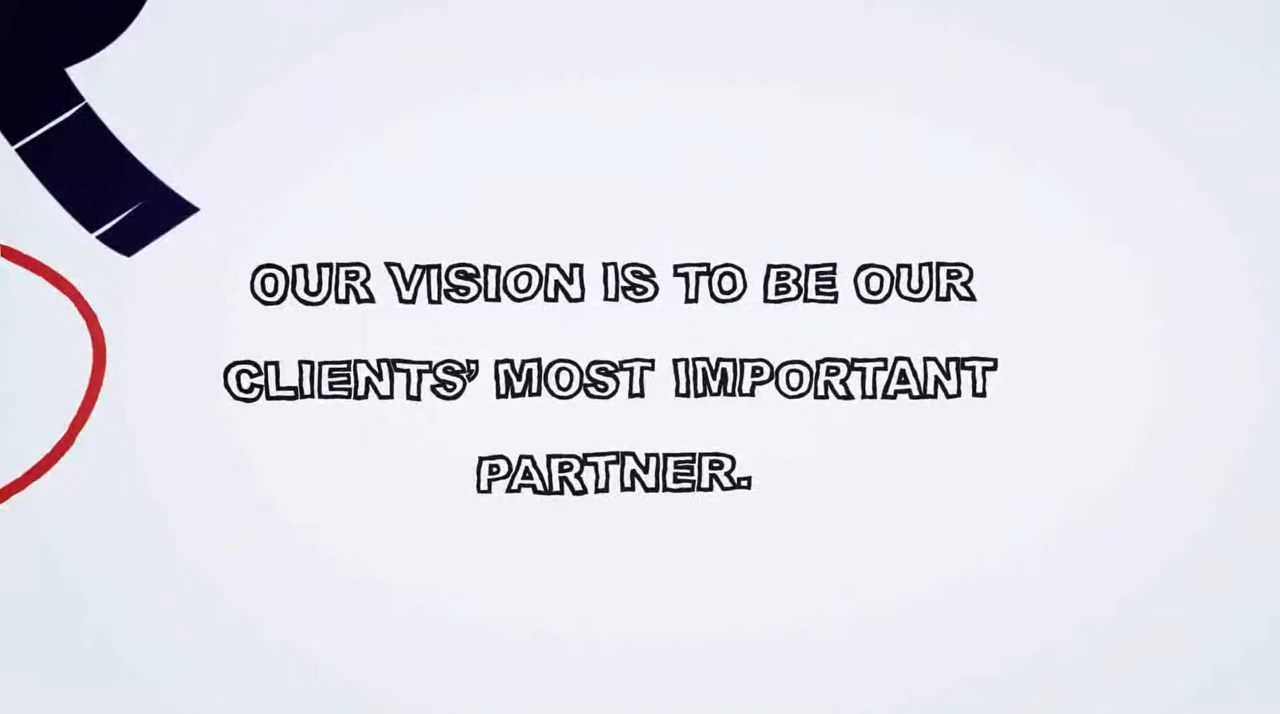 OUR VISION IS TO BE OUR
CLIENTS’ MOST IMPORTANT
PARTNER.